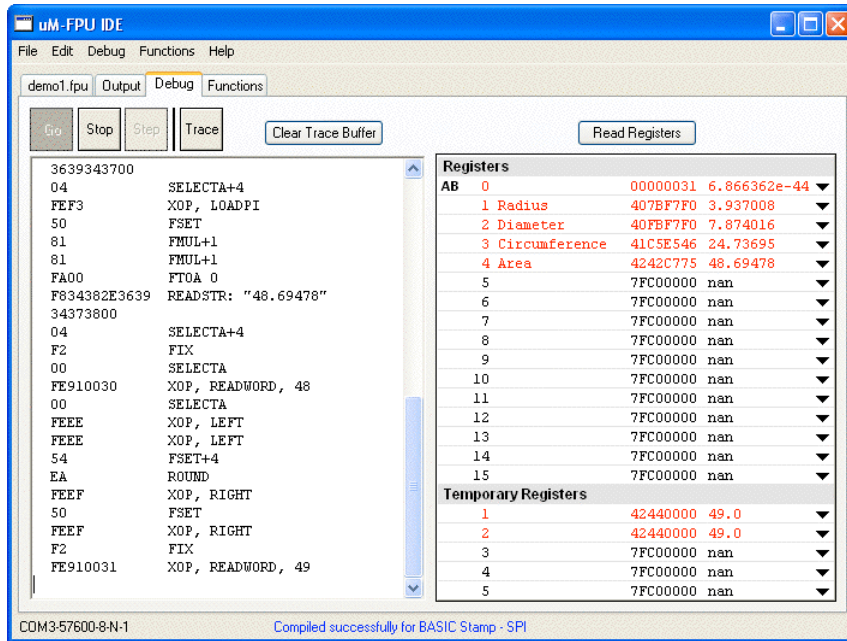 uM-FPU IDE
File Edit Debug Functions Help
demo1.fpu Output Debug Functions
Go Stop Step Trace Clear Trace Buffer Read Registers
3639343700
04 SELECTA+4
FEF3 XOP, LOADPI
50 FSET
81 FMUL+1
81 FMUL+1
FA00 FTOA 0
F834382E3639 READSTR: "48.69478"
34373800
04 SELECTA+4
F2 FIX
00 SELECTA
FE910030 XOP, READWORD, 48
00 SELECTA
FEEE XOP, LEFT
FEEE XOP, LEFT
54 FSET+4
EA ROUND
FEEF XOP, RIGHT
50 FSET
FEEF XOP, RIGHT
F2 FIX
FE910031 XOP, READWORD, 49
Registers
AB 0 00000031 6.866362e-44
1 Radius 407BF7F0 3.937008
2 Diameter 40FBF7F0 7.874016
3 Circumference 41C5E546 24.73695
4 Area 4242C775 48.69478
5 7FC00000 nan
6 7FC00000 nan
7 7FC00000 nan
8 7FC00000 nan
9 7FC00000 nan
10 7FC00000 nan
11 7FC00000 nan
12 7FC00000 nan
13 7FC00000 nan
14 7FC00000 nan
15 7FC00000 nan
Temporary Registers
1 42440000 49.0
2 42440000 49.0
3 7FC00000 nan
4 7FC00000 nan
5 7FC00000 nan
COM3-57600-8-N-1 Compiled successfully for BASIC Stamp - SPI